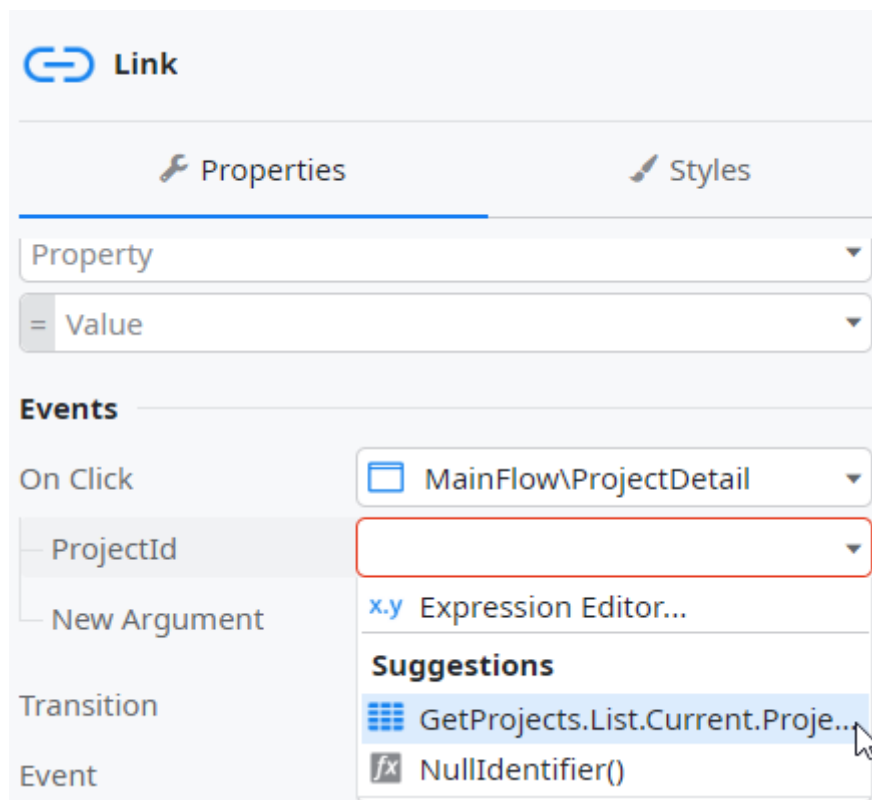 Link
Properties
Styles
Property
= Value
Events
On Click
MainFlow\ProjectDetail
ProjectId
x.y Expression Editor...
New Argument
Suggestions
Transition
GetProjects.List.Current.Proje...
Event
fx NullIdentifier()